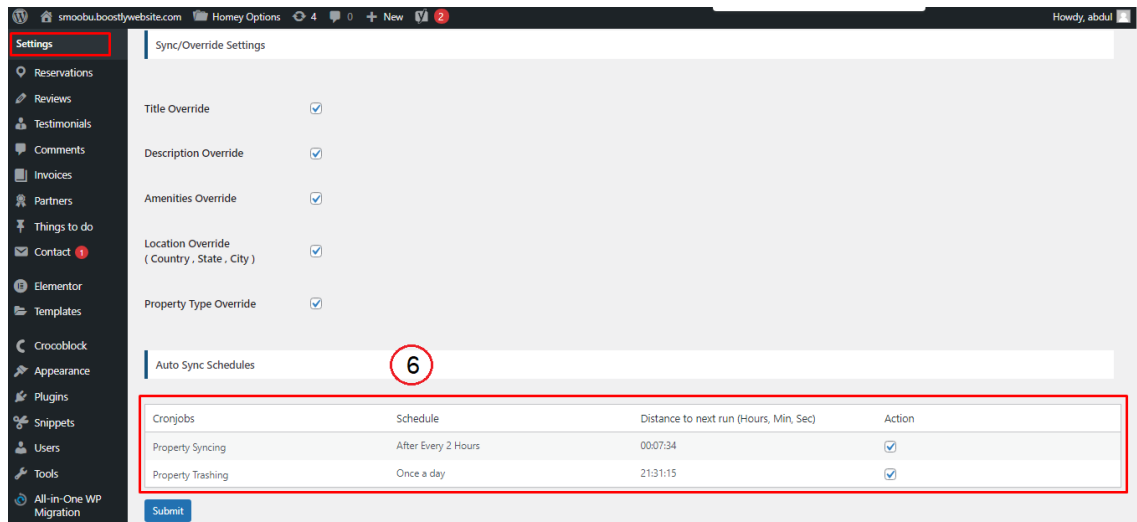 smoobu.boostlywebsite.com Homey Options 4 0 + New 2 Howdy, abdul
Settings
Reservations
Reviews
Testimonials
Comments
Invoices
Partners
Things to do
Contact 1
Elementor
Templates
Crocoblock
Appearance
Plugins
Snippets
Users
Tools
All-in-One WP
Migration
Sync/Override Settings
Title Override
Description Override
Amenities Override
Location Override
( Country , State , City )
Property Type Override
Auto Sync Schedules 6
Cronjobs Schedule Distance to next run (Hours, Min, Sec) Action
Property Syncing After Every 2 Hours 00:07:34
Property Trashing Once a day 21:31:15
Submit